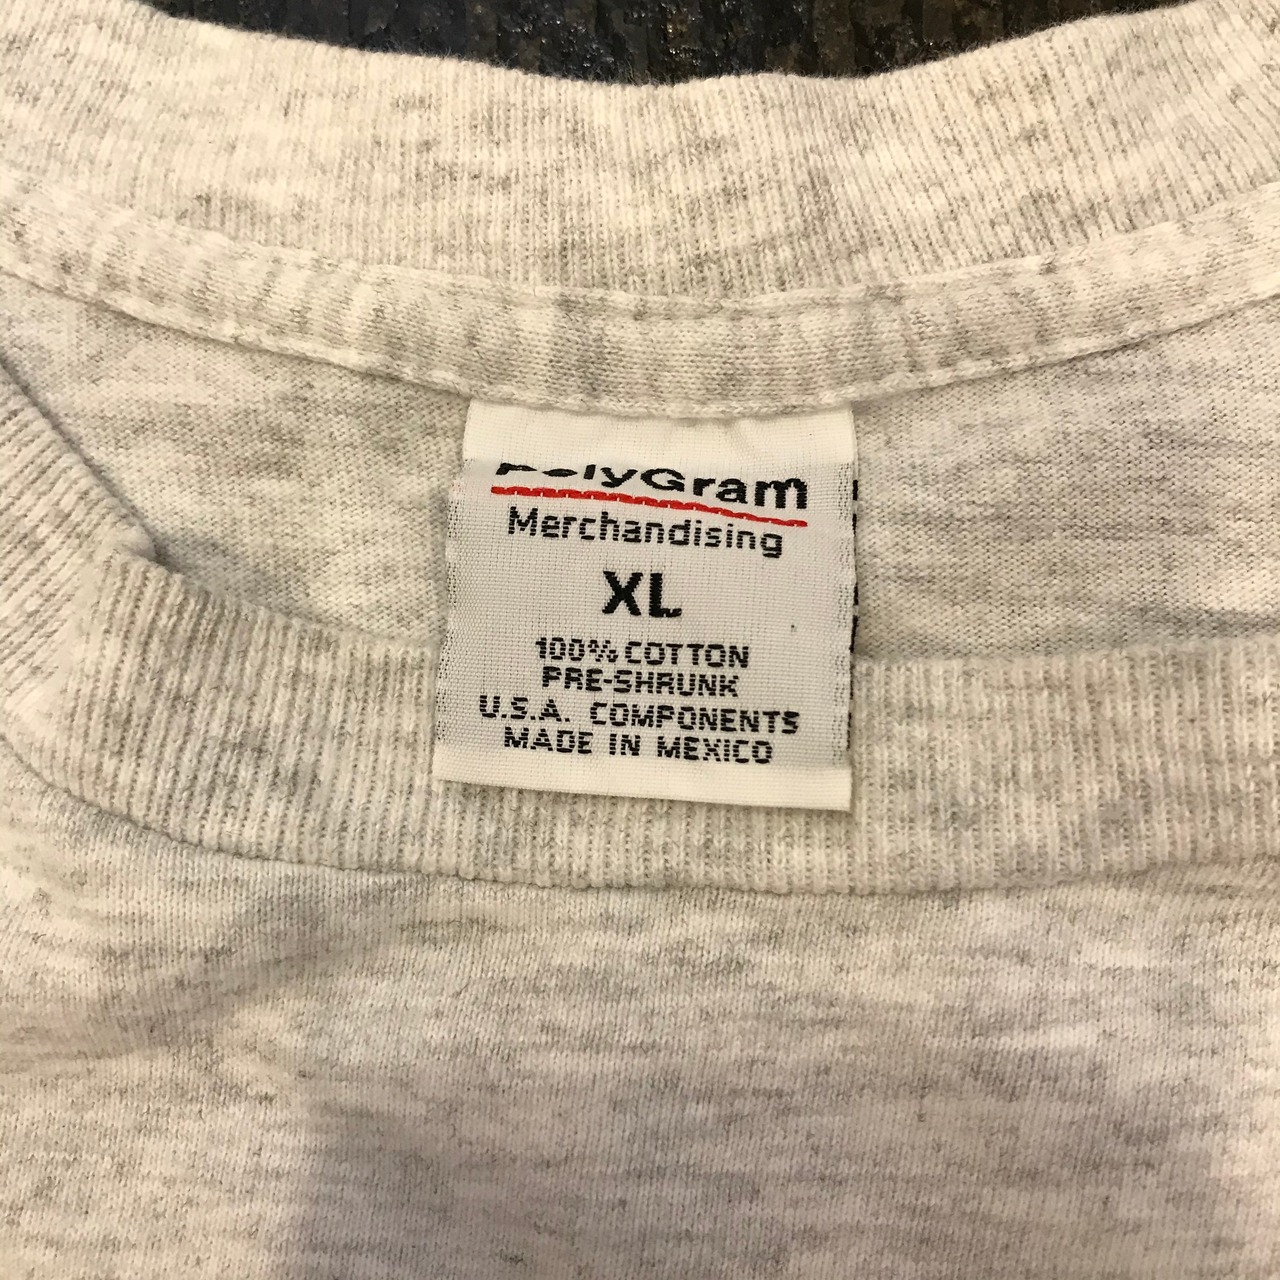 PolyGram
Merchandising
XL
100% COTTON
PRE-SHRUNK
U.S.A. COMPONENTS
MADE IN MEXICO